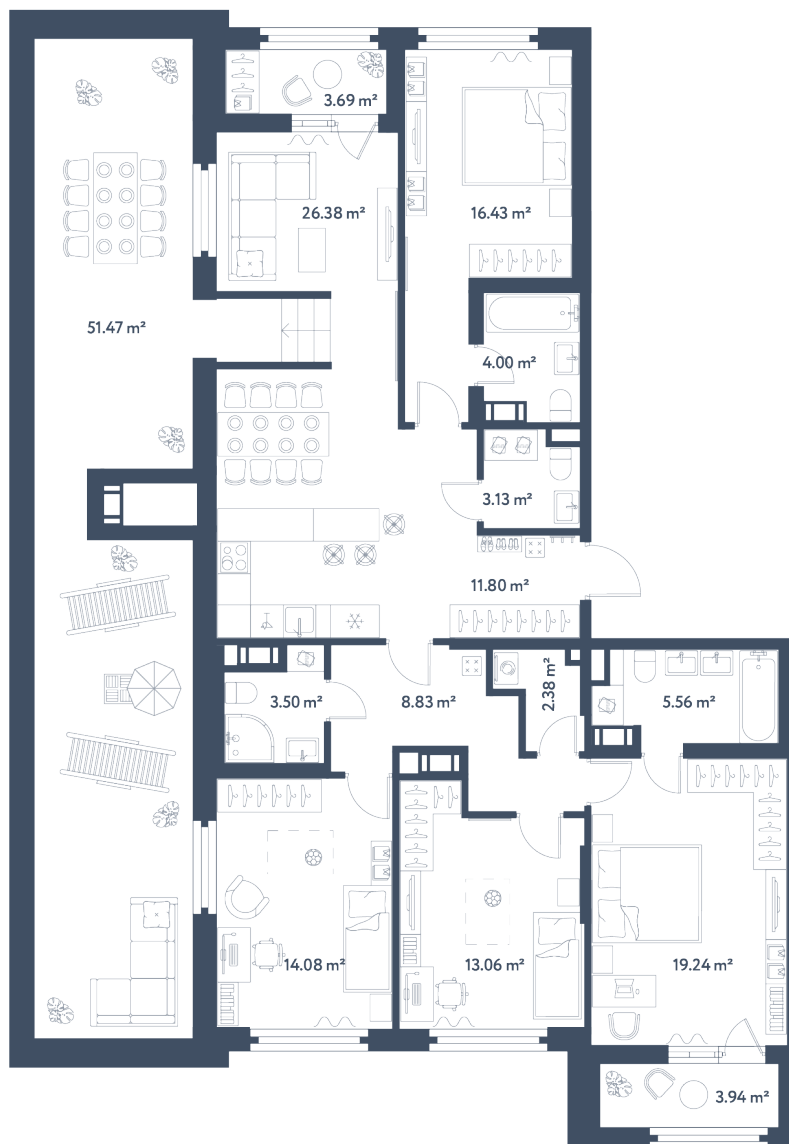 3.69 m²
26.38 m²
16.43 m²
51.47 m²
4.00 m²
3.13 m²
11.80 m²
3.50 m²
8.83 m²
2.38 m²
5.56 m²
14.08 m²
13.06 m²
19.24 m²
3.94 m²